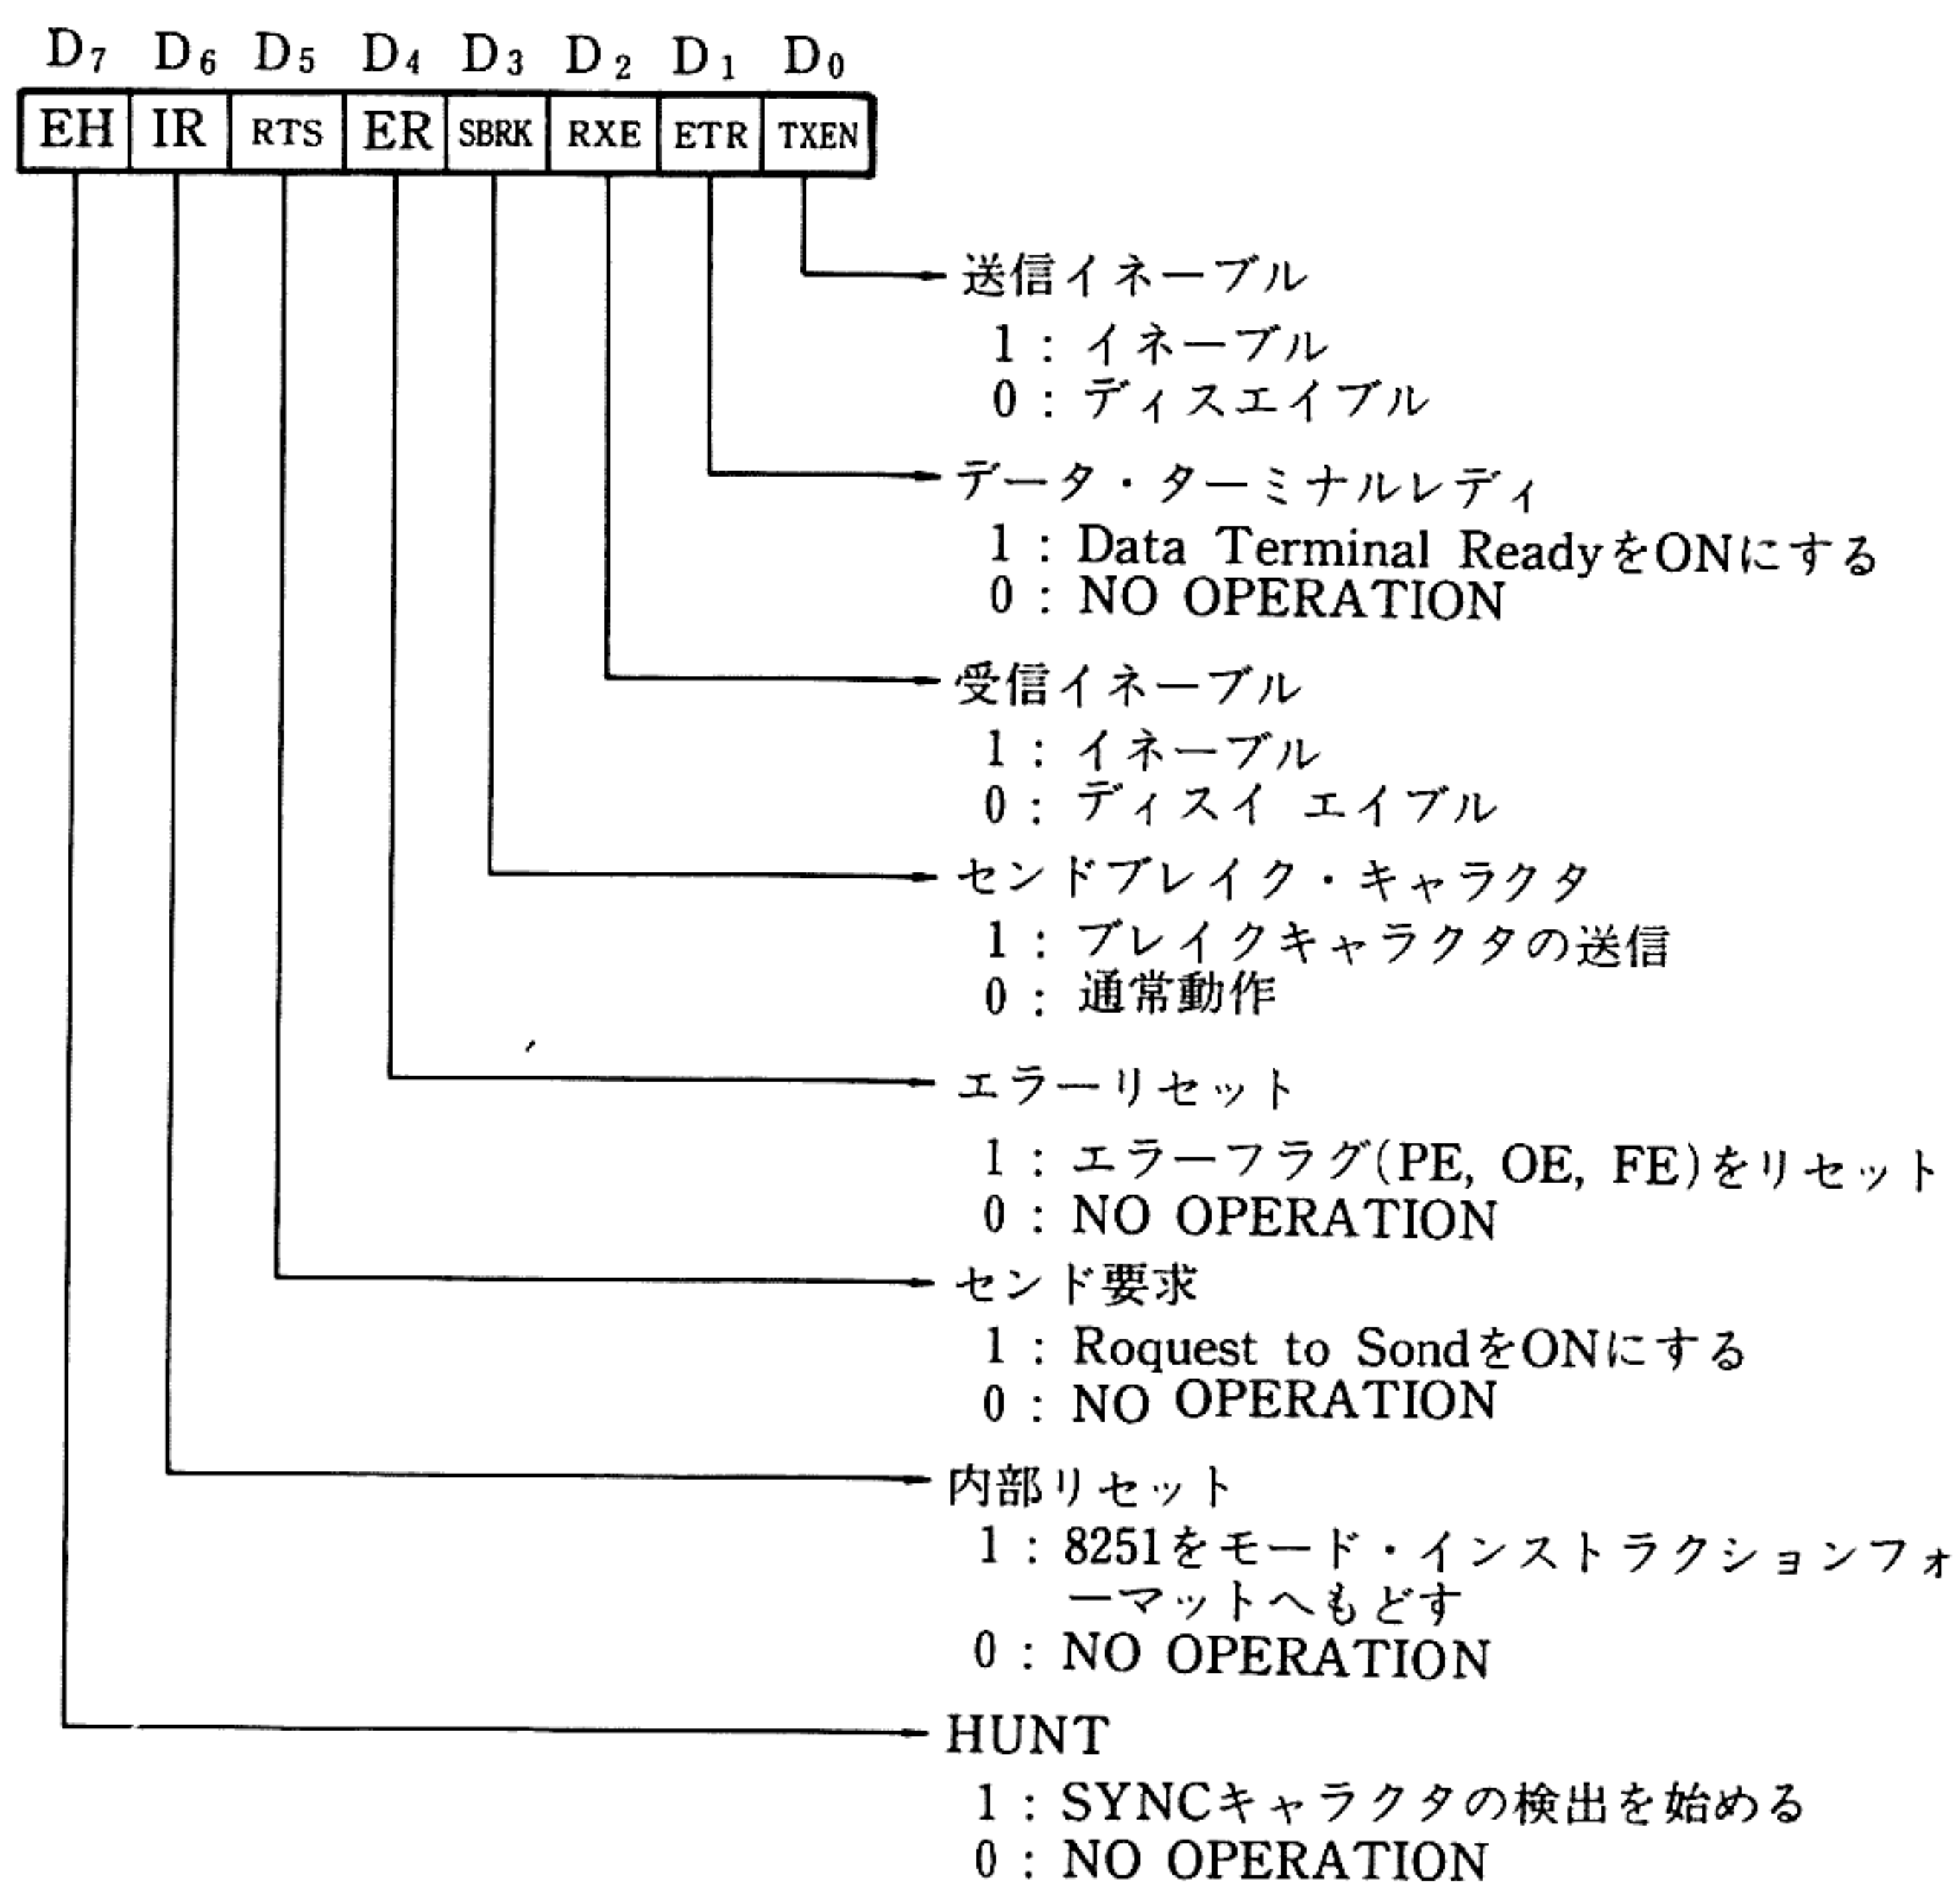 D7 D6 D5 D4 D3 D2 D1 D0
EH IR RTS ER SBRK RXE ETR TXEN
送信イネーブル
1 : イネーブル
0 : ディスエイブル
データ・ターミナルレディ
1 : Data Terminal ReadyをONにする
0 : NO OPERATION
受信イネーブル
1 : イネーブル
0 : ディスイ エイブル
センドブレイク・キャラクタ
1 : ブレイクキャラクタの送信
0 : 通常動作
エラーリセット
1 : エラーフラグ(PE, OE, FE)をリセット
0 : NO OPERATION
センド要求
1 : Roquest to SondをONにする
0 : NO OPERATION
内部リセット
1 : 8251をモード・インストラクションフォ
ーマットへもどす
0 : NO OPERATION
HUNT
1 : SYNCキャラクタの検出を始める
0 : NO OPERATION